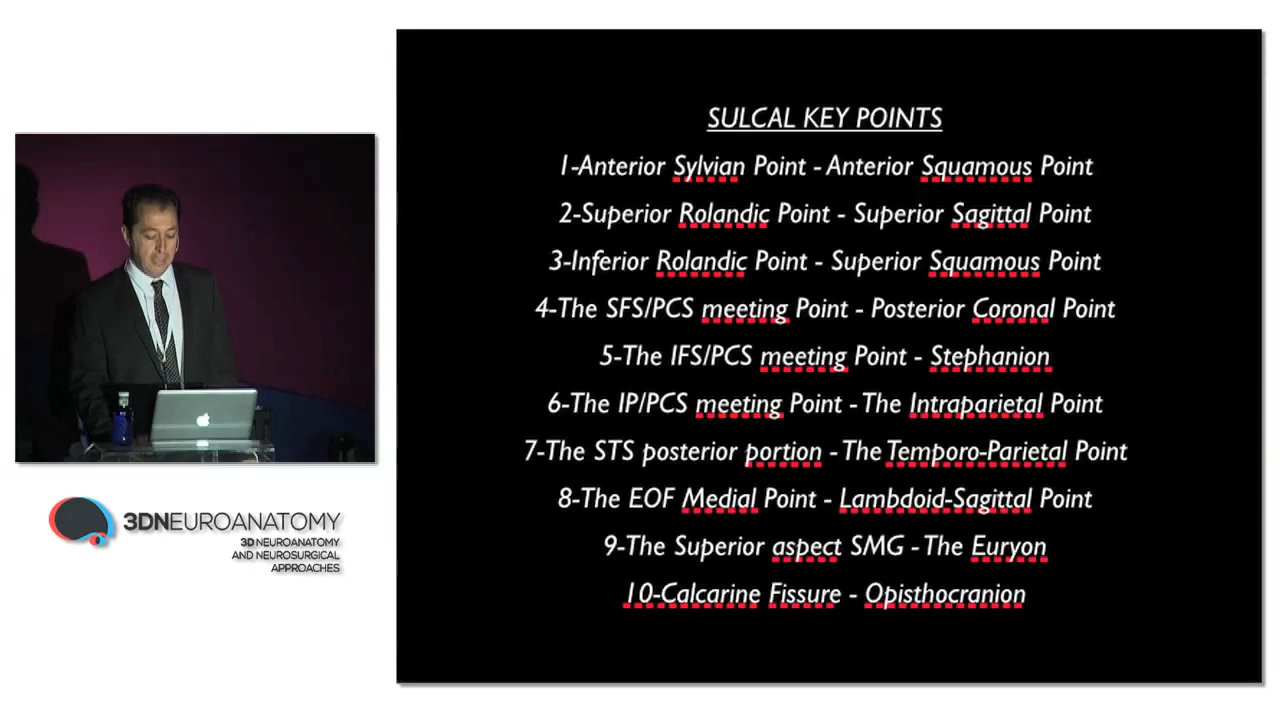 SULCAL KEY POINTS
1-Anterior Sylvian Point - Anterior Squamous Point
2-Superior Rolandic Point - Superior Sagittal Point
3-Inferior Rolandic Point - Superior Squamous Point
4-The SFS/PCS meeting Point - Posterior Coronal Point
5-The IFS/PCS meeting Point - Stephanion
6-The IP/PCS meeting Point - The Intraparietal Point
7-The STS posterior portion - The Temporo-Parietal Point
8-The EOF Medial Point - Lambdoid-Sagittal Point
9-The Superior aspect SMG - The Euryon
10-Calcarine Fissure - Opisthocranion
3DNEUROANATOMY
3D NEUROANATOMY
AND NEUROSURGICAL
APPROACHES